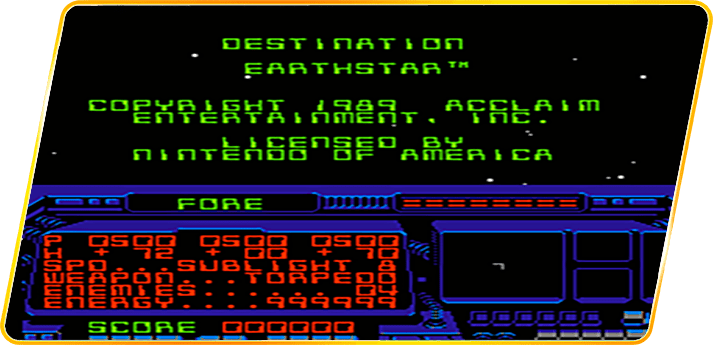 DESTINATION
EARTHSTAR™
COPYRIGHT 1989 ACCLAIM
ENTERTAINMENT, INC.
LICENSED BY
NINTENDO OF AMERICA
FORE
P 0500 0500 0500
H + 72 + 00 + 70
SPD...SUBLIGHT 8
WEAPONS..TORPEDO
ENEMIES.......04
ENERGY....999999
SCORE 000000